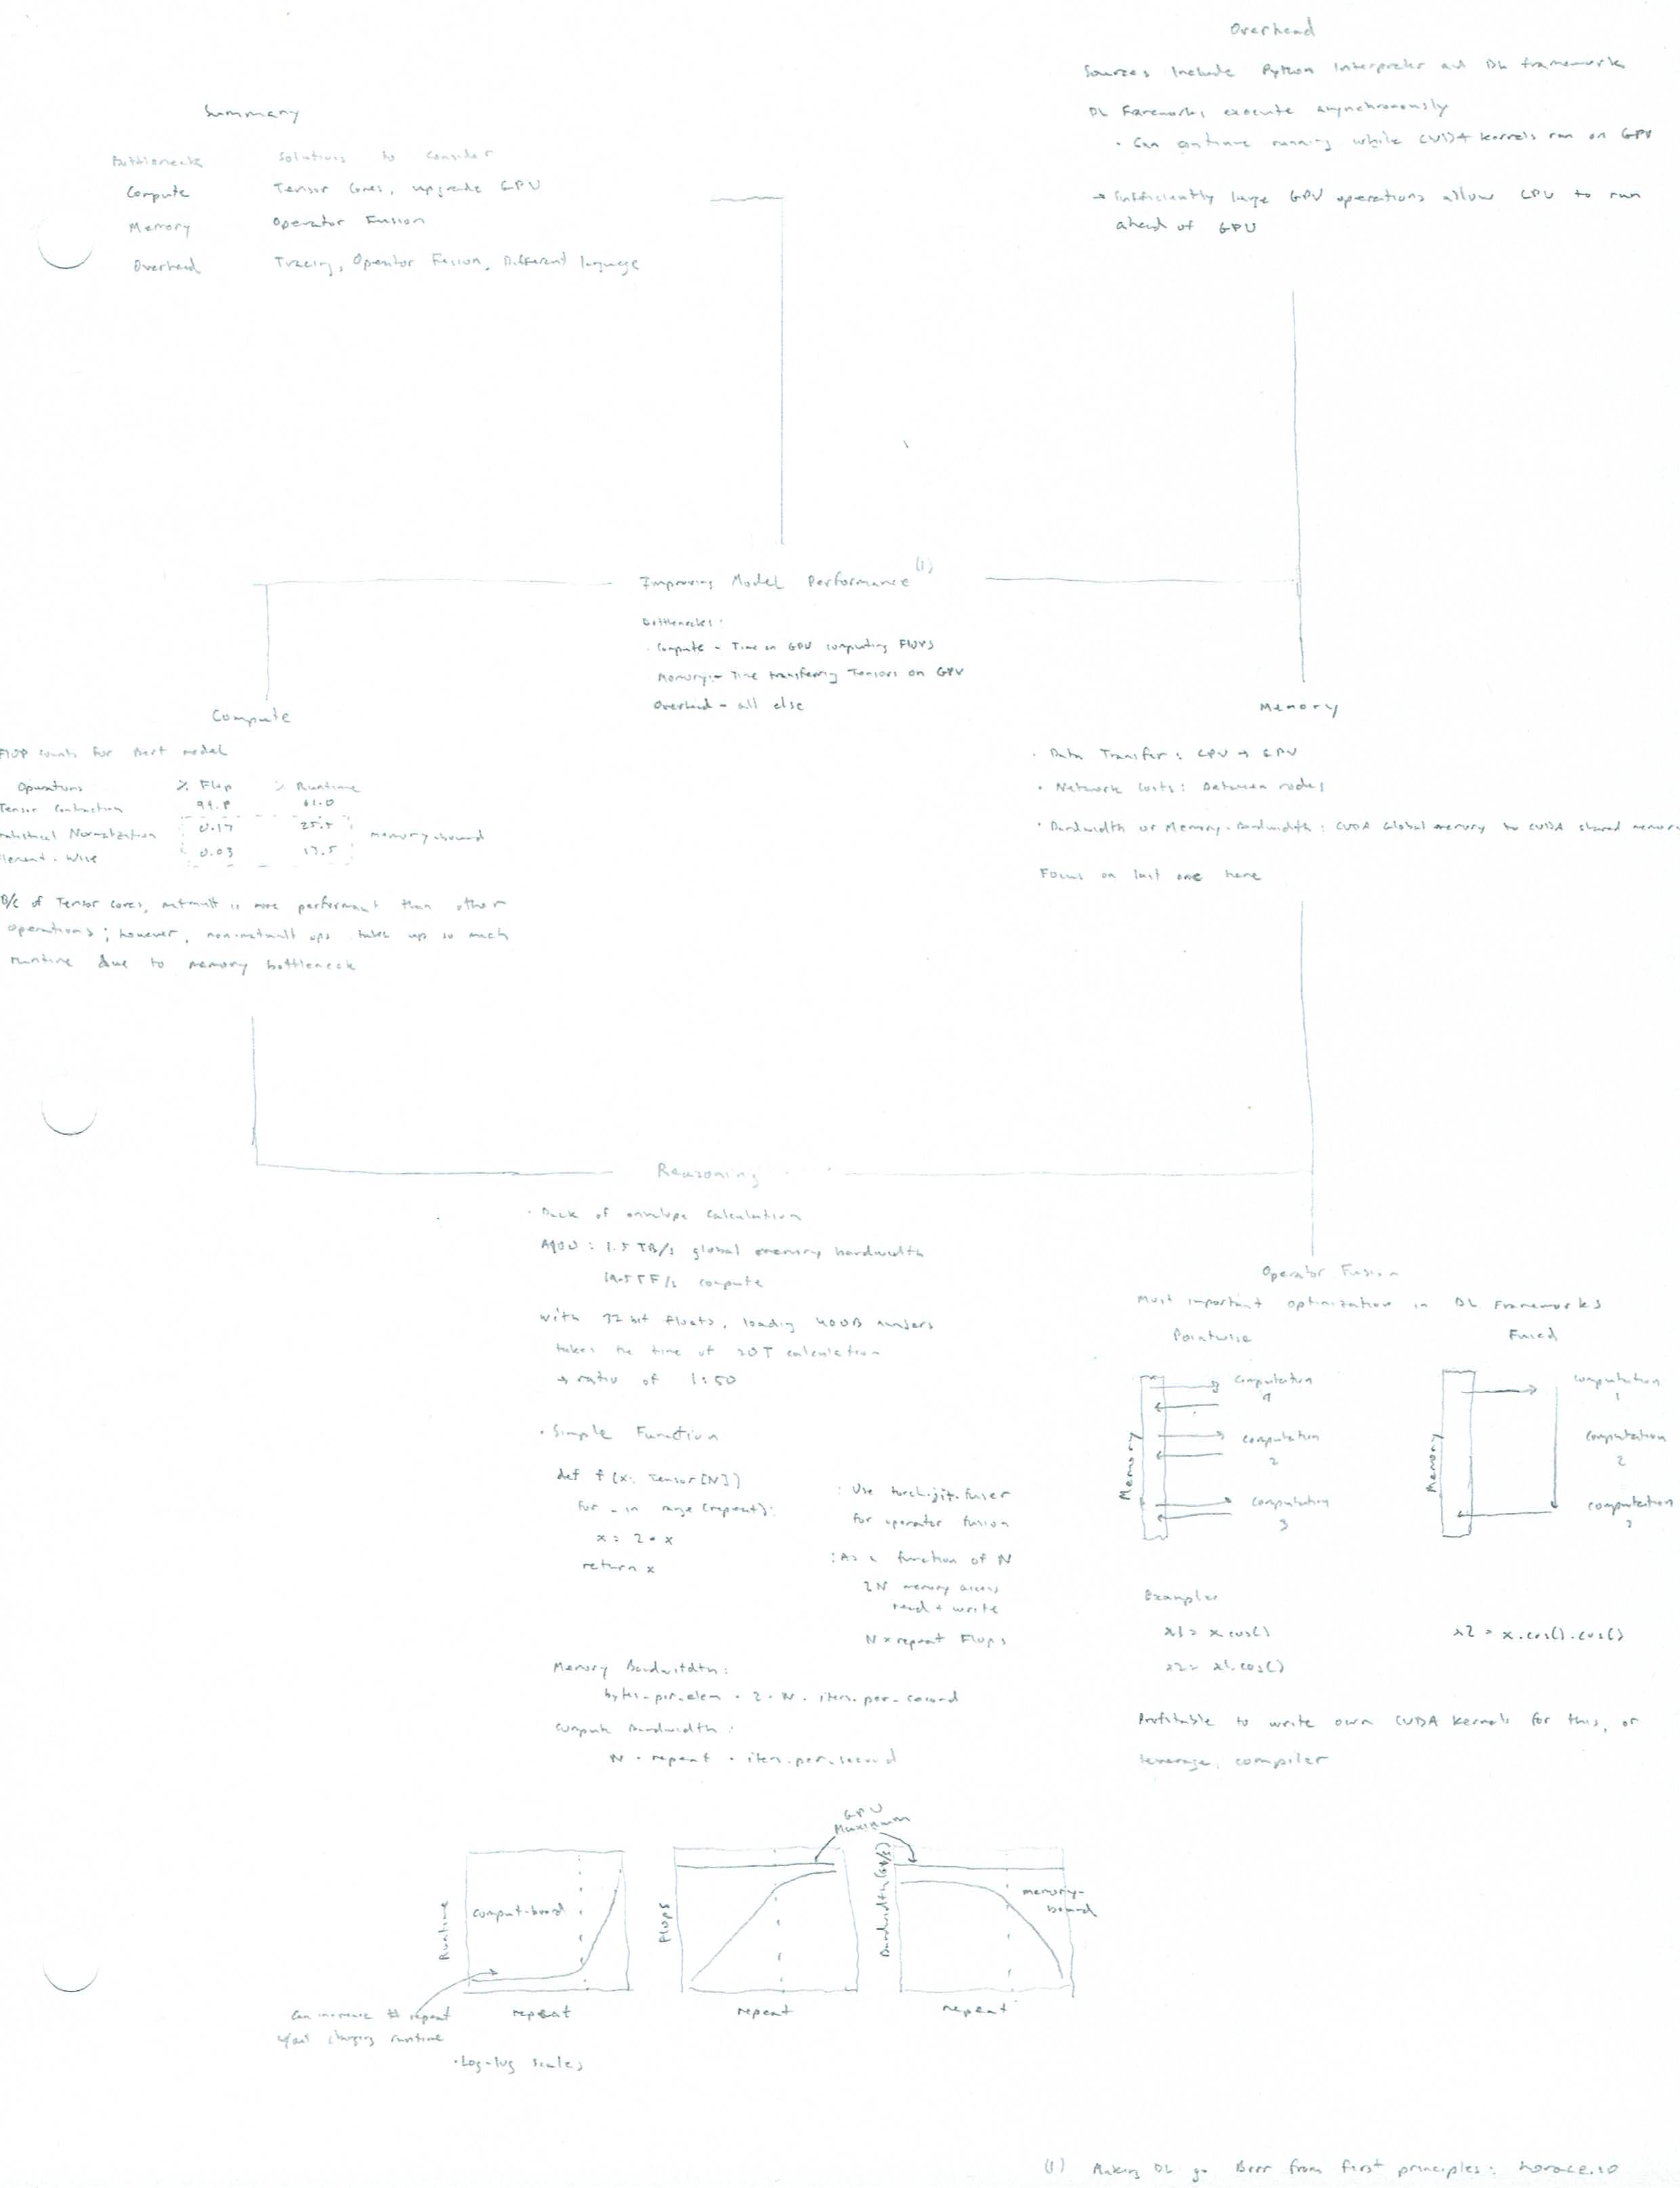 Overhead
Sources include Python interpreter and DL frameworks
DL Frameworks execute asynchronously
· Can continue running while CUDA kernels run on GPU
→ Sufficiently large GPU operations allow CPU to run
ahead of GPU
Summary
Bottleneck Solutions to consider
Compute Tensor Cores, upgrade GPU
Memory Operator Fusion
Overhead Tracing, Operator Fusion, Different language
Improving Model Performance (1)
Bottlenecks:
· Compute - Time on GPU computing FLOPS
Memory - Time transferring Tensors on GPU
Overhead - all else
Compute
FLOP counts for Bert model
Operations % Flop % Runtime
Tensor Contraction 99.8 61.0
Normalization 0.17 25.5 memory-bound
Element-wise 0.03 13.5
B/c of Tensor cores, matmult is more performant than other
operations; however, non-matmult ops takes up so much
runtime due to memory bottleneck
Memory
· Data Transfer: CPU → GPU
· Network Costs: Between nodes
· Bandwidth or Memory-Bandwidth: CUDA Global memory to CUDA shared memory
Focus on last one here
Reasoning
· Back of envelope calculation
A100: 1.5 TB/s global memory bandwidth
19.5 TF/s compute
with 32 bit floats, loading 400B numbers
takes the time of 20T calculation
→ ratio of 1:50
· Simple Function
def f(x: Tensor[N])
for _ in range(repeat):
x = 2 * x
return x
: Use torch.jit.fuser
for operator fusion
: As a function of N
2N memory access
read + write
N × repeat Flops
Memory Bandwitdth:
bytes_per_elem · 2 · N · iters_per_second
Compute Bandwidth:
N · repeat · iters_per_second
Operator Fusion
Most important optimization in DL Frameworks
Pointwise Fused
Memory
Computation
1
computation
2
computation
3
Memory
computation
1
computation
2
computation
3
Examples
x1 = x.cos()
x2 = x1.cos()
x2 = x.cos().cos()
Profitable to write own CUDA kernels for this, or
leverage compiler
GPU
Maximum
Runtime
comput-bound
repeat
Flops
repeat
Bandwidth (GB/s)
memory-
bound
repeat
Can increase # repeat
w/out changing runtime
· Log-log scales
(1) Making DL go Brrr from first principles: horace.io